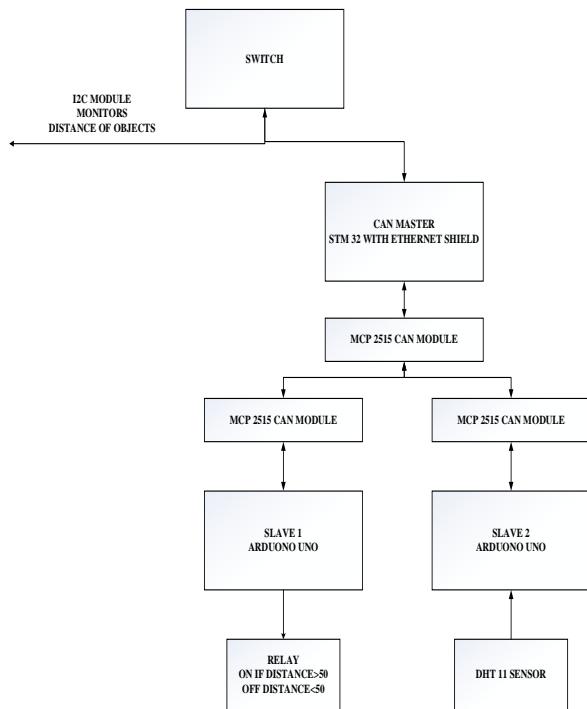 SWITCH
I2C MODULE
MONITORS
DISTANCE OF OBJECTS
CAN MASTER
STM 32 WITH ETHERNET SHIELD
MCP 2515 CAN MODULE
MCP 2515 CAN MODULE
MCP 2515 CAN MODULE
SLAVE 1
ARDUONO UNO
SLAVE 2
ARDUONO UNO
RELAY
ON IF DISTANCE>50
OFF DISTANCE<50
DHT 11 SENSOR